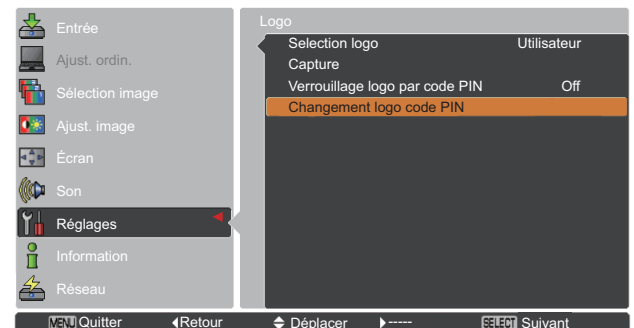 Entrée
Ajust. ordin.
Sélection image
Ajust. image
Écran
Son
Réglages
Information
Réseau
Logo
Selection logo Utilisateur
Capture
Verrouillage logo par code PIN Off
Changement logo code PIN
MENU Quitter Retour Déplacer ----- SELECT Suivant